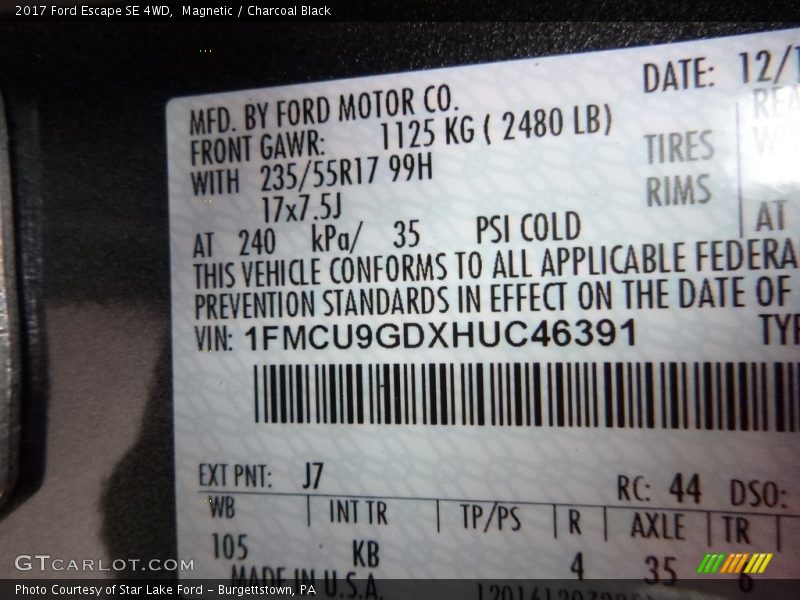 2017 Ford Escape SE 4WD,  Magnetic / Charcoal Black
DATE: 12/1
MFD. BY FORD MOTOR CO.
FRONT GAWR: 1125 KG ( 2480 LB)
WITH 235/55R17 99H TIRES
17x7.5J RIMS
AT 240 kPa/ 35 PSI COLD AT
THIS VEHICLE CONFORMS TO ALL APPLICABLE FEDERA
PREVENTION STANDARDS IN EFFECT ON THE DATE OF
VIN: 1FMCU9GDXHUC46391 TYP
EXT PNT: J7 RC: 44 DSO:
WB INT TR TP/PS R AXLE TR
105 KB 4 35 6
MADE IN U.S.A.
GTCARLOT.COM
Photo Courtesy of Star Lake Ford - Burgettstown, PA